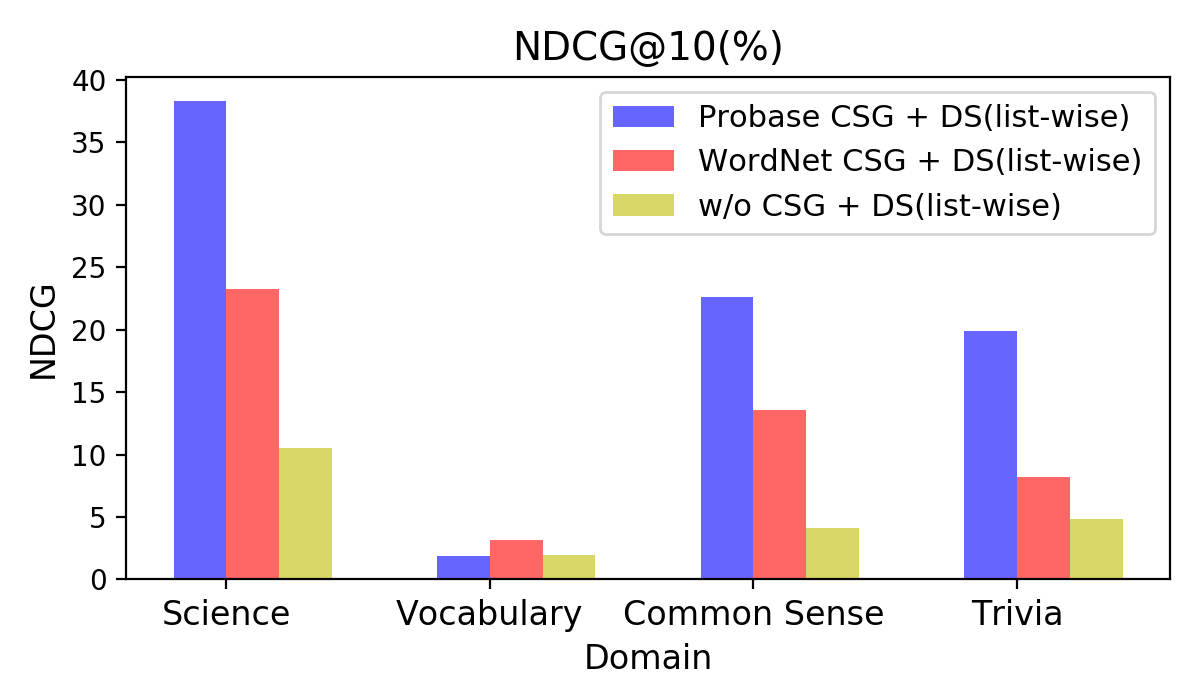 NDCG@10(%)
40
35
30
25
20
15
10
5
0
NDCG
Probase CSG + DS(list-wise)
WordNet CSG + DS(list-wise)
w/o CSG + DS(list-wise)
Science Vocabulary Common Sense Trivia
Domain